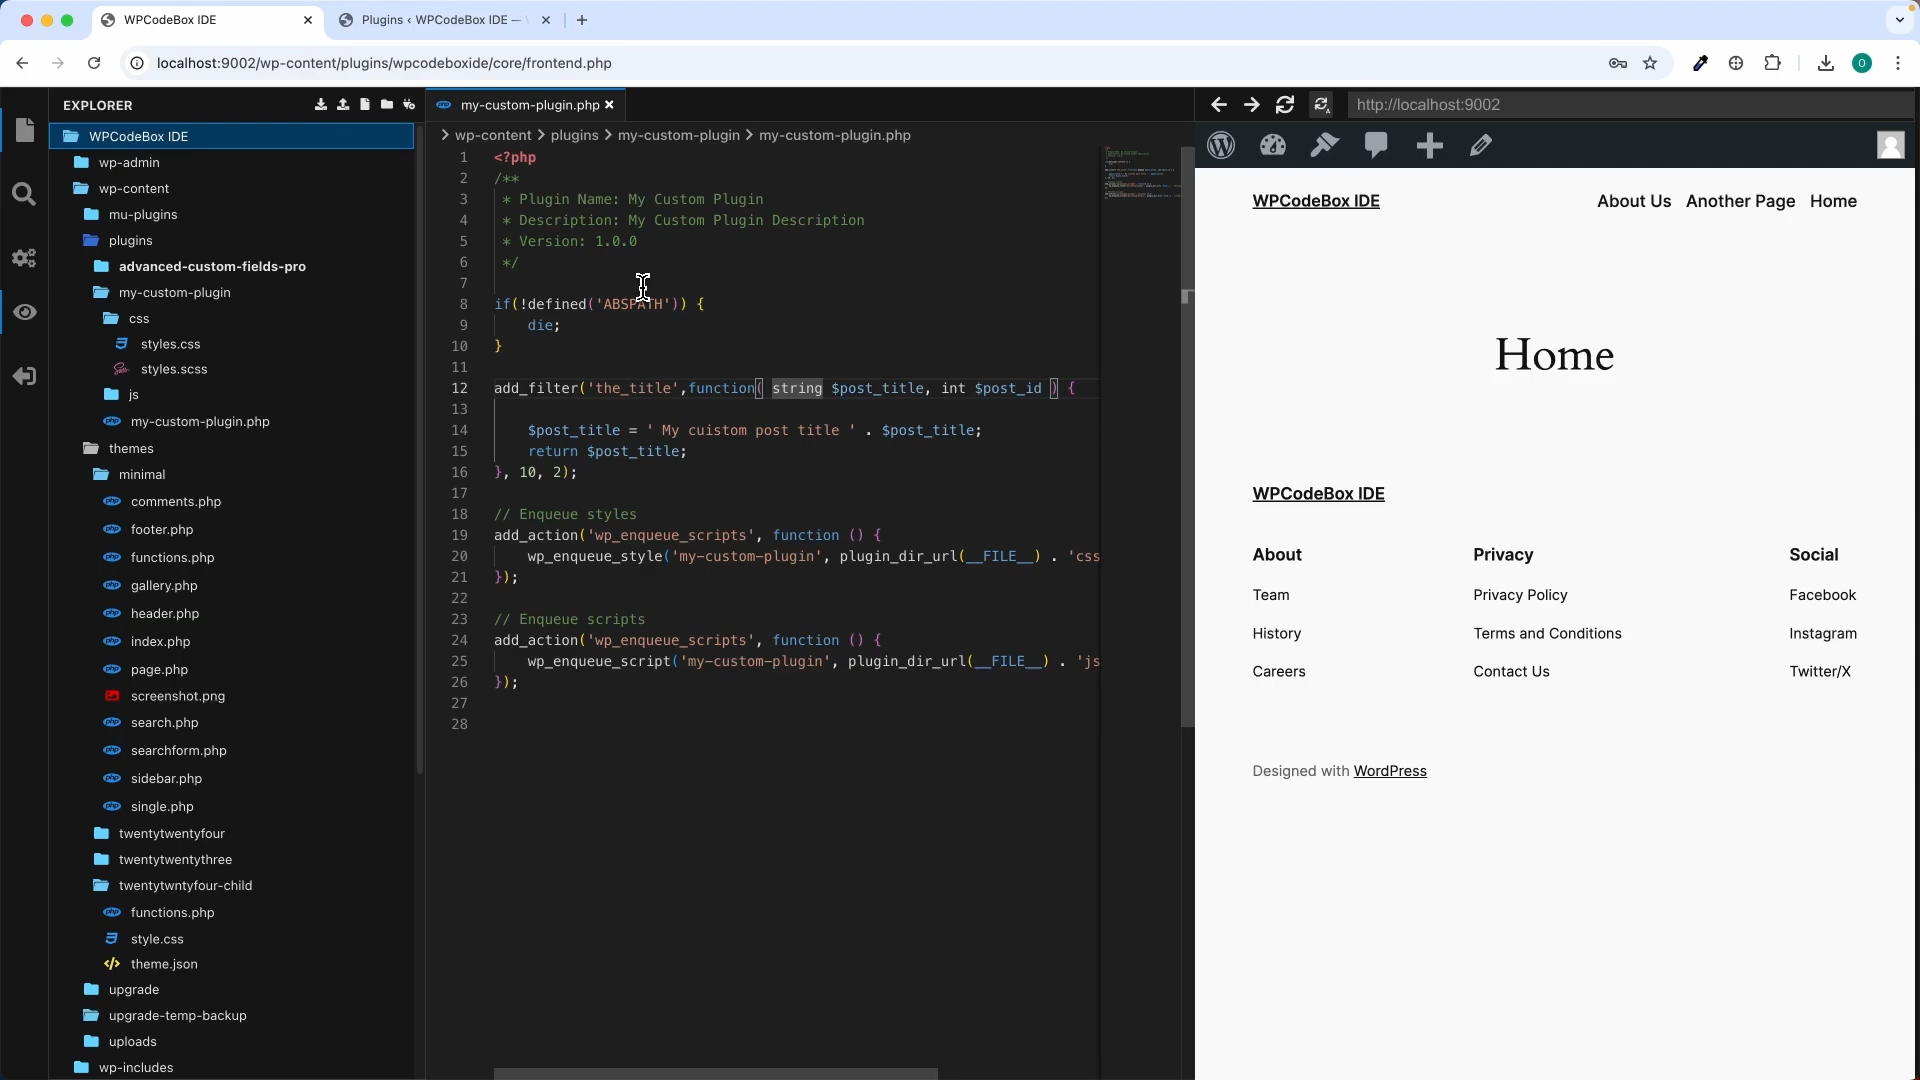 WPCodeBox IDE
Plugins < WPCodeBox IDE —
localhost:9002/wp-content/plugins/wpcodeboxide/core/frontend.php
O
EXPLORER
WPCodeBox IDE
wp-admin
wp-content
mu-plugins
plugins
advanced-custom-fields-pro
my-custom-plugin
css
styles.css
styles.scss
js
my-custom-plugin.php
themes
minimal
comments.php
footer.php
functions.php
gallery.php
header.php
index.php
page.php
screenshot.png
search.php
searchform.php
sidebar.php
single.php
twentytwentyfour
twentytwentythree
twentytwntyfour-child
functions.php
style.css
theme.json
upgrade
upgrade-temp-backup
uploads
wp-includes
my-custom-plugin.php
> wp-content > plugins > my-custom-plugin > my-custom-plugin.php
1 <?php
2 /**
3 * Plugin Name: My Custom Plugin
4 * Description: My Custom Plugin Description
5 * Version: 1.0.0
6 */
7
8 if(!defined('ABSPATH')) {
9 die;
10 }
11
12 add_filter('the_title',function( string $post_title, int $post_id ) {
13
14 $post_title = ' My cuistom post title ' . $post_title;
15 return $post_title;
16 }, 10, 2);
17
18 // Enqueue styles
19 add_action('wp_enqueue_scripts', function () {
20 wp_enqueue_style('my-custom-plugin', plugin_dir_url(__FILE__) . 'css
21 });
22
23 // Enqueue scripts
24 add_action('wp_enqueue_scripts', function () {
25 wp_enqueue_script('my-custom-plugin', plugin_dir_url(__FILE__) . 'js
26 });
27
28
http://localhost:9002
WPCodeBox IDE
About Us Another Page Home
Home
WPCodeBox IDE
About Privacy Social
Team Privacy Policy Facebook
History Terms and Conditions Instagram
Careers Contact Us Twitter/X
Designed with WordPress